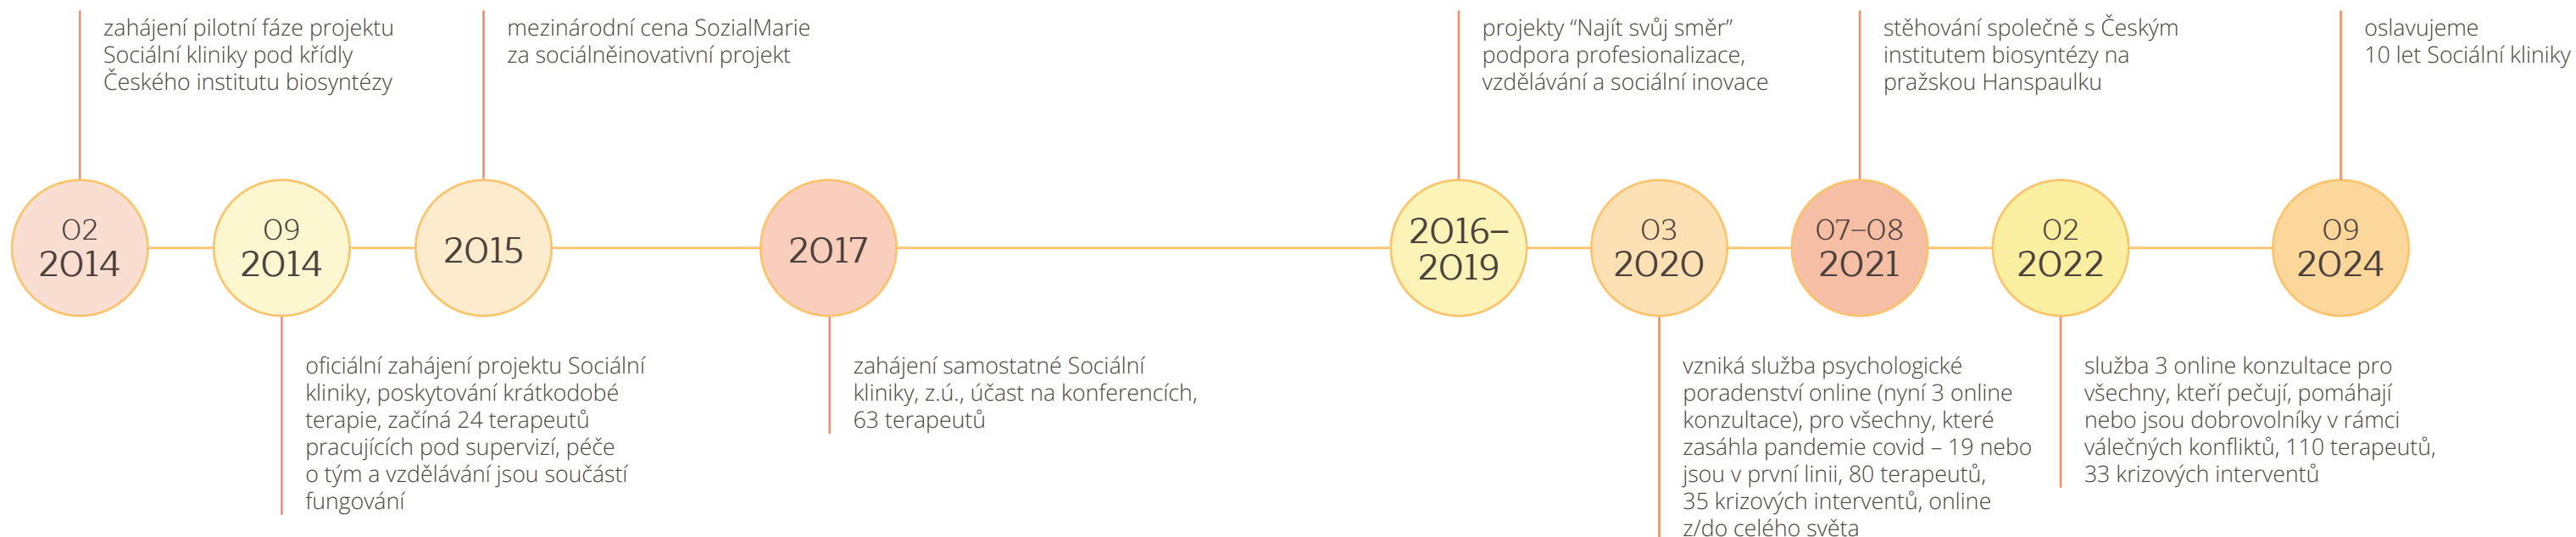 02
2014
zahájení pilotní fáze projektu
Sociální kliniky pod křídly
Českého institutu biosyntézy
09
2014
oficiální zahájení projektu Sociální
kliniky, poskytování krátkodobé
terapie, začíná 24 terapeutů
pracujících pod supervizí, péče
o tým a vzdělávání jsou součástí
fungování
2015
mezinárodní cena SozialMarie
za sociálněinovativní projekt
2017
zahájení samostatné Sociální
kliniky, z.ú., účast na konferencích,
63 terapeutů
2016–
2019
projekty “Najít svůj směr”
podpora profesionalizace,
vzdělávání a sociální inovace
03
2020
vzniká služba psychologické
poradenství online (nyní 3 online
konzultace), pro všechny, které
zasáhla pandemie covid – 19 nebo
jsou v první linii, 80 terapeutů,
35 krizových interventů, online
z/do celého světa
07–08
2021
stěhování společně s Českým
institutem biosyntézy na
pražskou Hanspaulku
02
2022
služba 3 online konzultace pro
všechny, kteří pečují, pomáhají
nebo jsou dobrovolníky v rámci
válečných konfliktů, 110 terapeutů,
33 krizových interventů
09
2024
oslavujeme
10 let Sociální kliniky